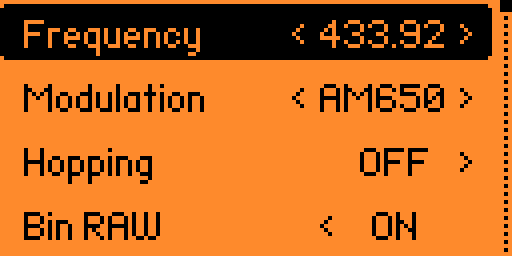 Frequency < 433.92 >
Modulation < AM650 >
Hopping OFF >
Bin RAW < ON